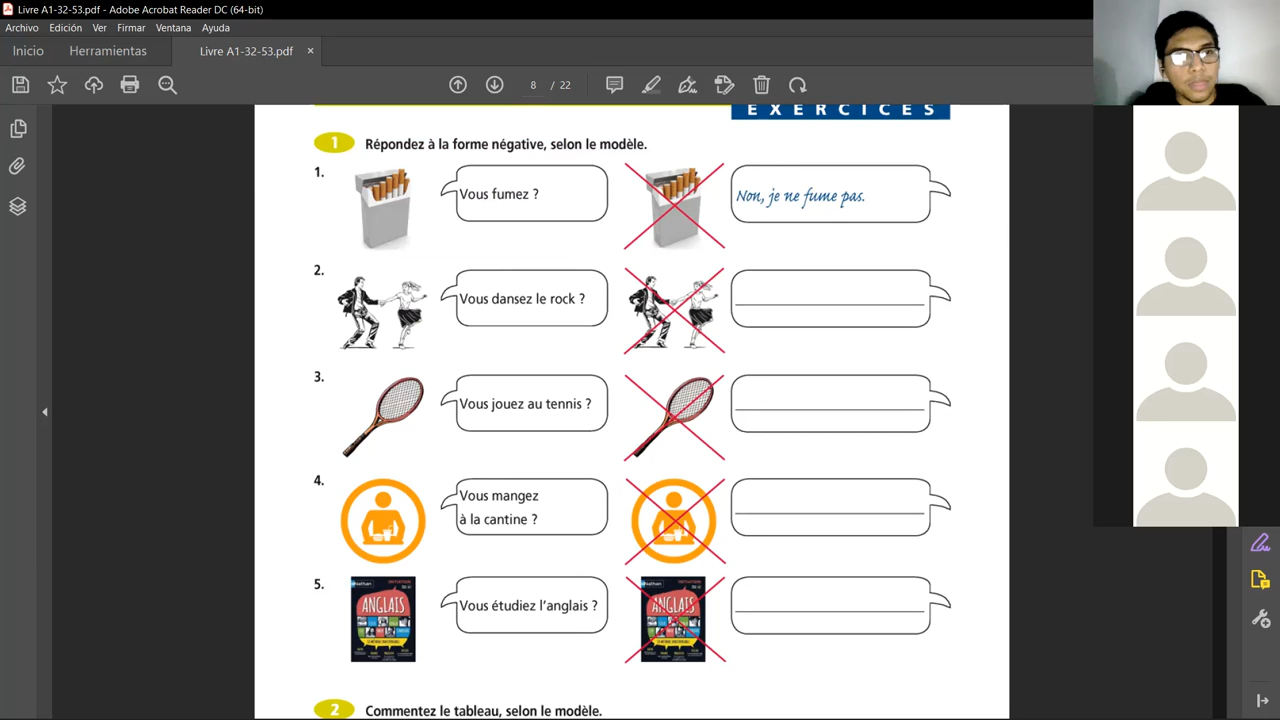 Livre A1-32-53.pdf - Adobe Acrobat Reader DC (64-bit)
Archivo Edición Ver Firmar Ventana Ayuda
Inicio Herramientas Livre A1-32-53.pdf ×
8 / 22
EXERCICES
1 Répondez à la forme négative, selon le modèle.
1. Vous fumez ? Non, je ne fume pas.
2. Vous dansez le rock ?
3. Vous jouez au tennis ?
4. Vous mangez
à la cantine ?
5. Vous étudiez l'anglais ?
Nathan
ANGLAIS
Nathan
ANGLAIS
2 Commentez le tableau, selon le modèle.